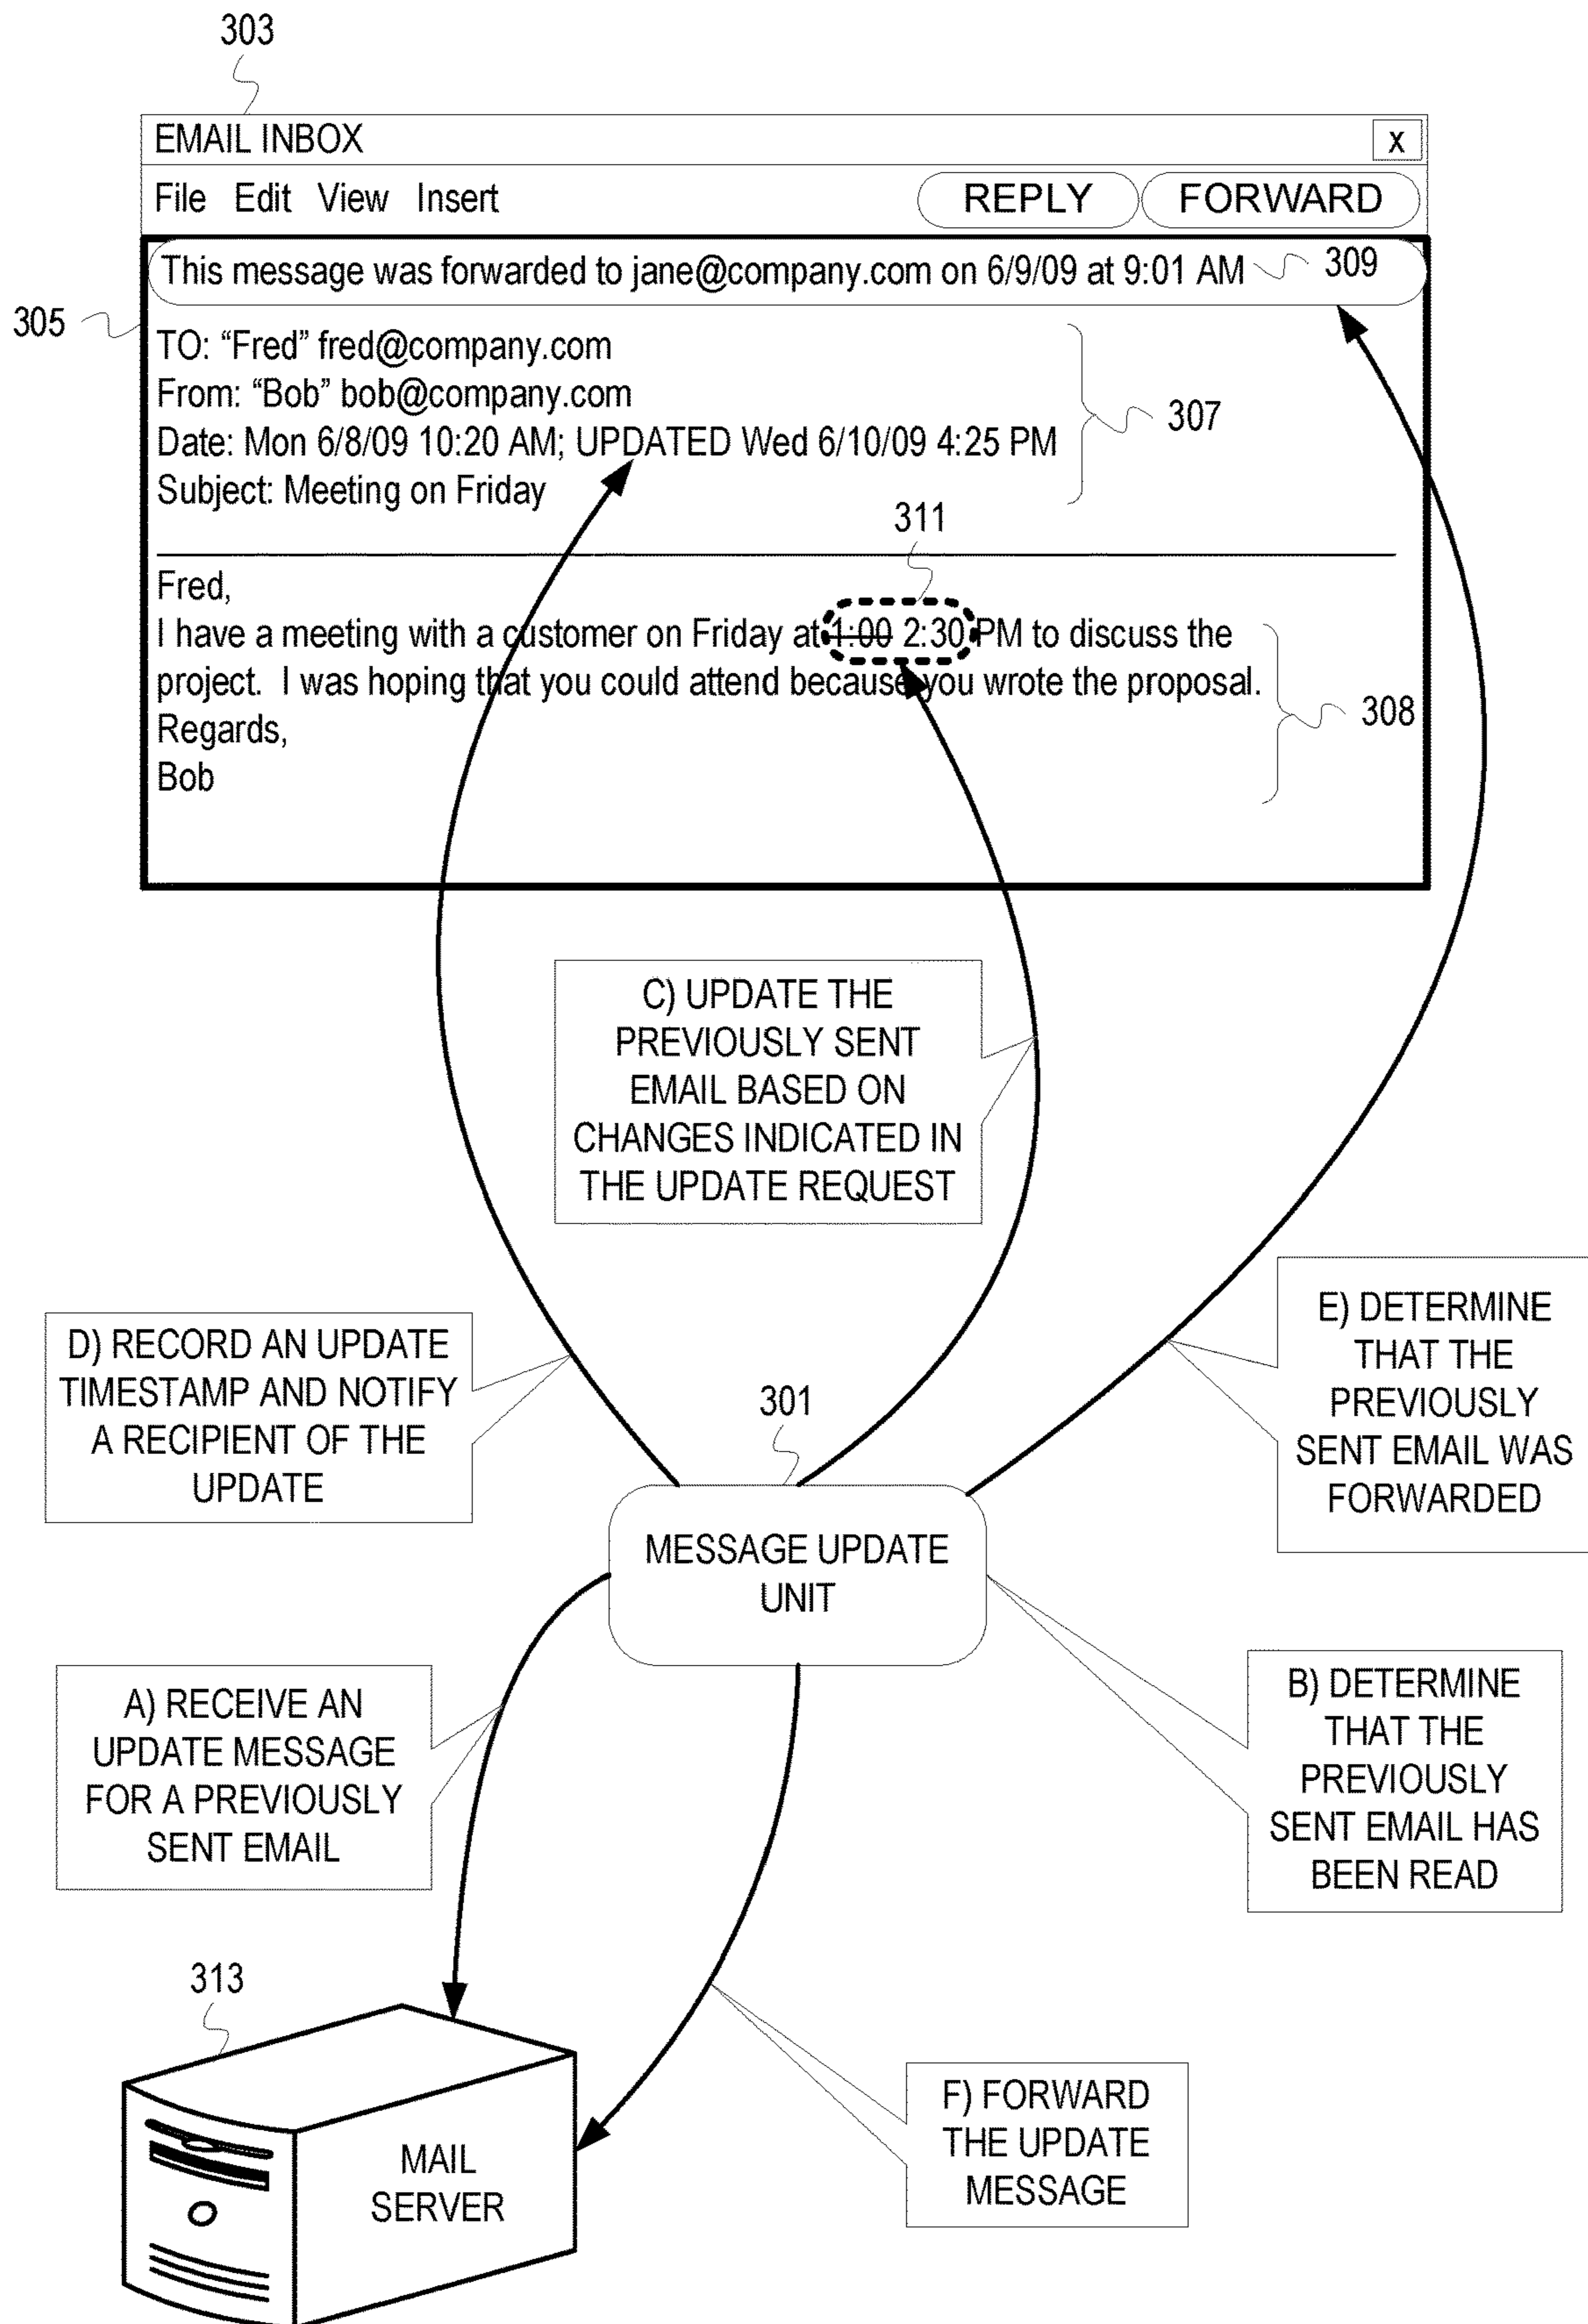 303
EMAIL INBOX X
File Edit View Insert REPLY FORWARD
This message was forwarded to jane@company.com on 6/9/09 at 9:01 AM 309
305
TO: “Fred” fred@company.com
From: “Bob” bob@company.com
307
Date: Mon 6/8/09 10:20 AM; UPDATED Wed 6/10/09 4:25 PM
Subject: Meeting on Friday
311
Fred,
I have a meeting with a customer on Friday at 1:00 2:30 PM to discuss the
project. I was hoping that you could attend because you wrote the proposal.
308
Regards,
Bob
C) UPDATE THE
PREVIOUSLY SENT
EMAIL BASED ON
CHANGES INDICATED IN
THE UPDATE REQUEST
D) RECORD AN UPDATE
TIMESTAMP AND NOTIFY
A RECIPIENT OF THE
UPDATE
E) DETERMINE
THAT THE
PREVIOUSLY
SENT EMAIL WAS
FORWARDED
301
MESSAGE UPDATE
UNIT
A) RECEIVE AN
UPDATE MESSAGE
FOR A PREVIOUSLY
SENT EMAIL
B) DETERMINE
THAT THE
PREVIOUSLY
SENT EMAIL HAS
BEEN READ
313
MAIL
SERVER
F) FORWARD
THE UPDATE
MESSAGE